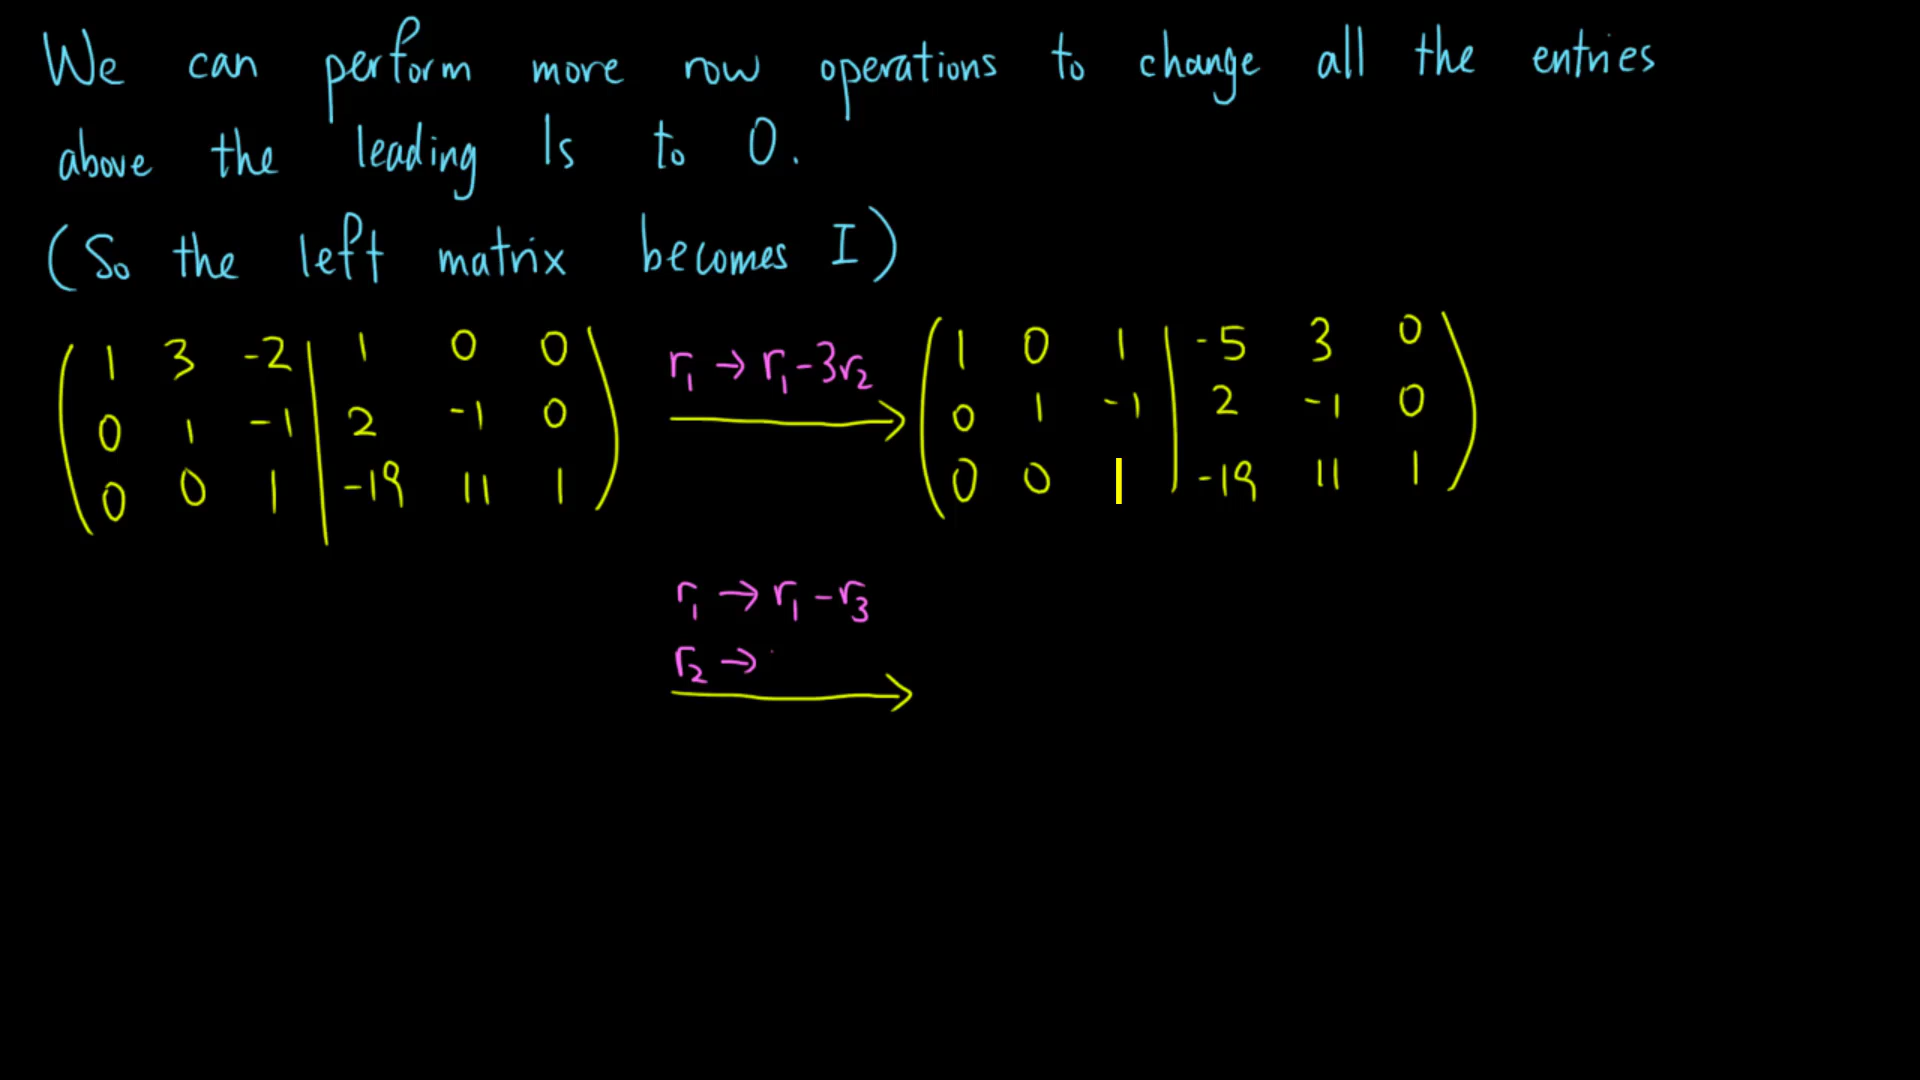 We can perform more row operations to change all the entries
above the leading 1s to 0.
(So the left matrix becomes I)
1 3 -2 | 1 0 0
0 1 -1 | 2 -1 0
0 0 1 | -19 11 1
r₁ → r₁ - 3r₂
1 0 1 | -5 3 0
0 1 -1 | 2 -1 0
0 0 1 | -19 11 1
r₁ → r₁ - r₃
r₂ →